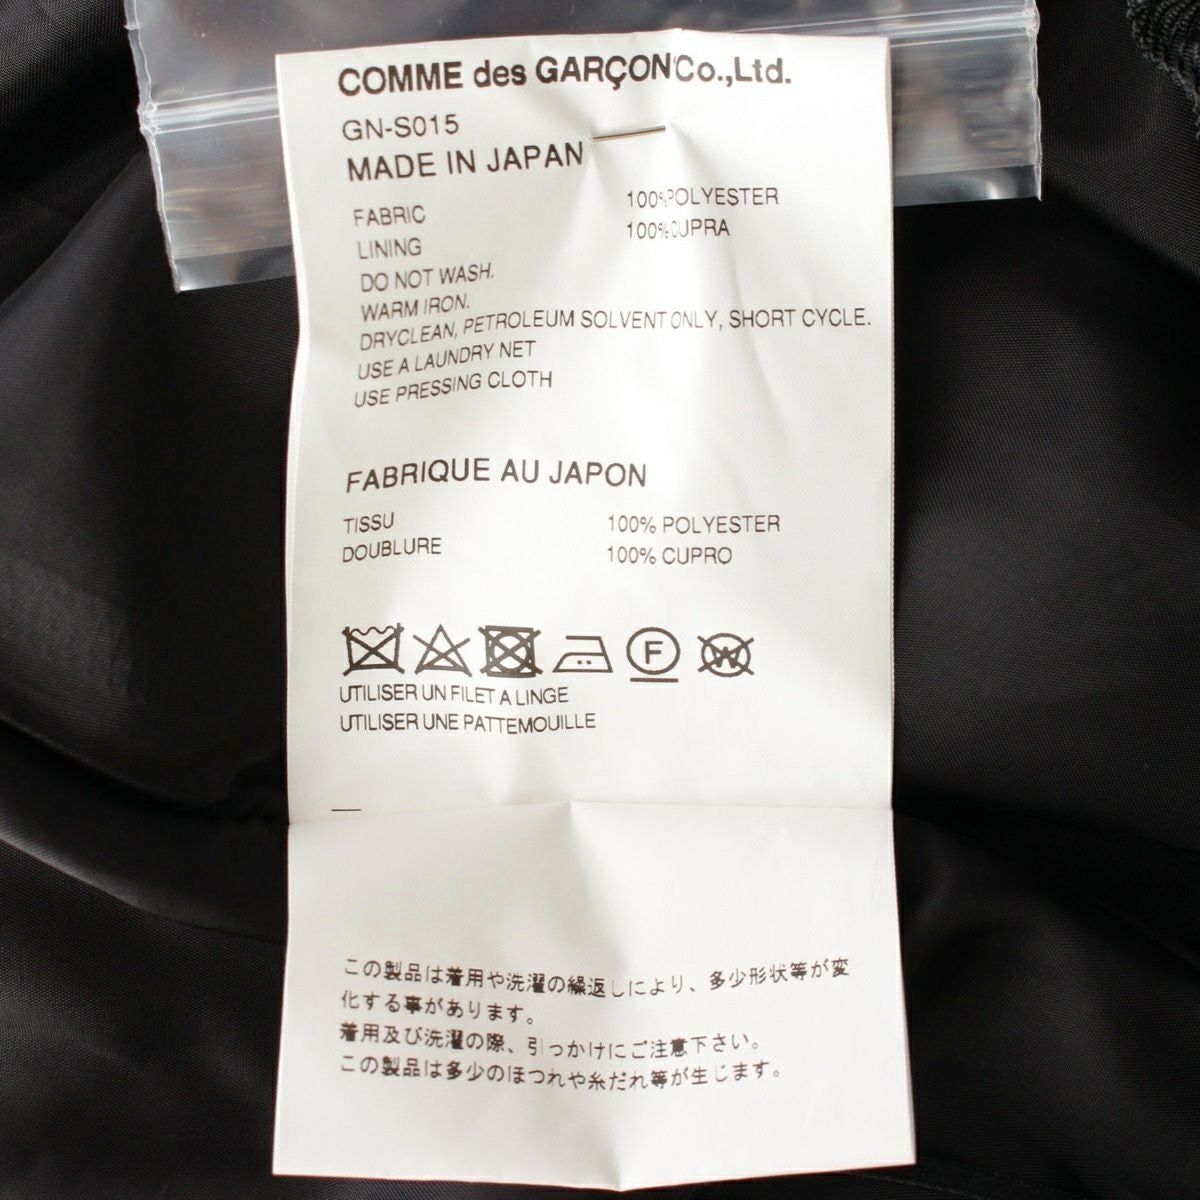 COMME des GARÇON Co.,Ltd.
GN-S015
MADE IN JAPAN
FABRIC 100%POLYESTER
LINING 100%CUPRA
DO NOT WASH.
WARM IRON.
DRYCLEAN, PETROLEUM SOLVENT ONLY, SHORT CYCLE.
USE A LAUNDRY NET
USE PRESSING CLOTH
FABRIQUE AU JAPON
TISSU 100% POLYESTER
DOUBLURE 100% CUPRO
F W
UTILISER UN FILET A LINGE
UTILISER UNE PATTEMOUILLE
この製品は着用や洗濯の繰返しにより、多少形状等が変
化する事があります。
着用及び洗濯の際、引っかけにご注意下さい。
この製品は多少のほつれや糸だれ等が生じます。